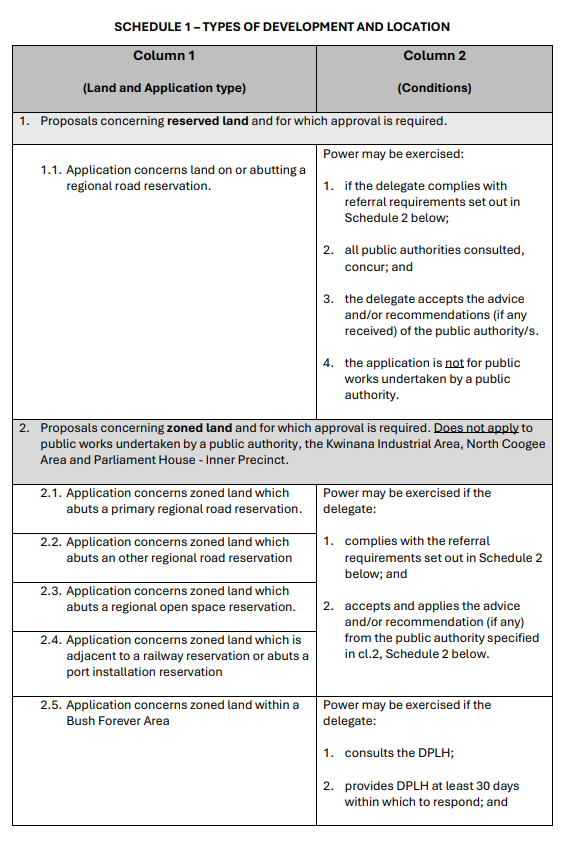 SCHEDULE 1 – TYPES OF DEVELOPMENT AND LOCATION
Column 1
(Land and Application type)
Column 2
(Conditions)
1. Proposals concerning reserved land and for which approval is required.
1.1. Application concerns land on or abutting a
regional road reservation.
Power may be exercised:
1. if the delegate complies with
referral requirements set out in
Schedule 2 below;
2. all public authorities consulted,
concur; and
3. the delegate accepts the advice
and/or recommendations (if any
received) of the public authority/s.
4. the application is not for public
works undertaken by a public
authority.
2. Proposals concerning zoned land and for which approval is required. Does not apply to
public works undertaken by a public authority, the Kwinana Industrial Area, North Coogee
Area and Parliament House - Inner Precinct.
2.1. Application concerns zoned land which
abuts a primary regional road reservation.
2.2. Application concerns zoned land which
abuts an other regional road reservation
2.3. Application concerns zoned land which
abuts a regional open space reservation.
2.4. Application concerns zoned land which is
adjacent to a railway reservation or abuts a
port installation reservation
Power may be exercised if the
delegate:
1. complies with the referral
requirements set out in Schedule 2
below; and
2. accepts and applies the advice
and/or recommendation (if any)
from the public authority specified
in cl.2, Schedule 2 below.
2.5. Application concerns zoned land within a
Bush Forever Area
Power may be exercised if the
delegate:
1. consults the DPLH;
2. provides DPLH at least 30 days
within which to respond; and